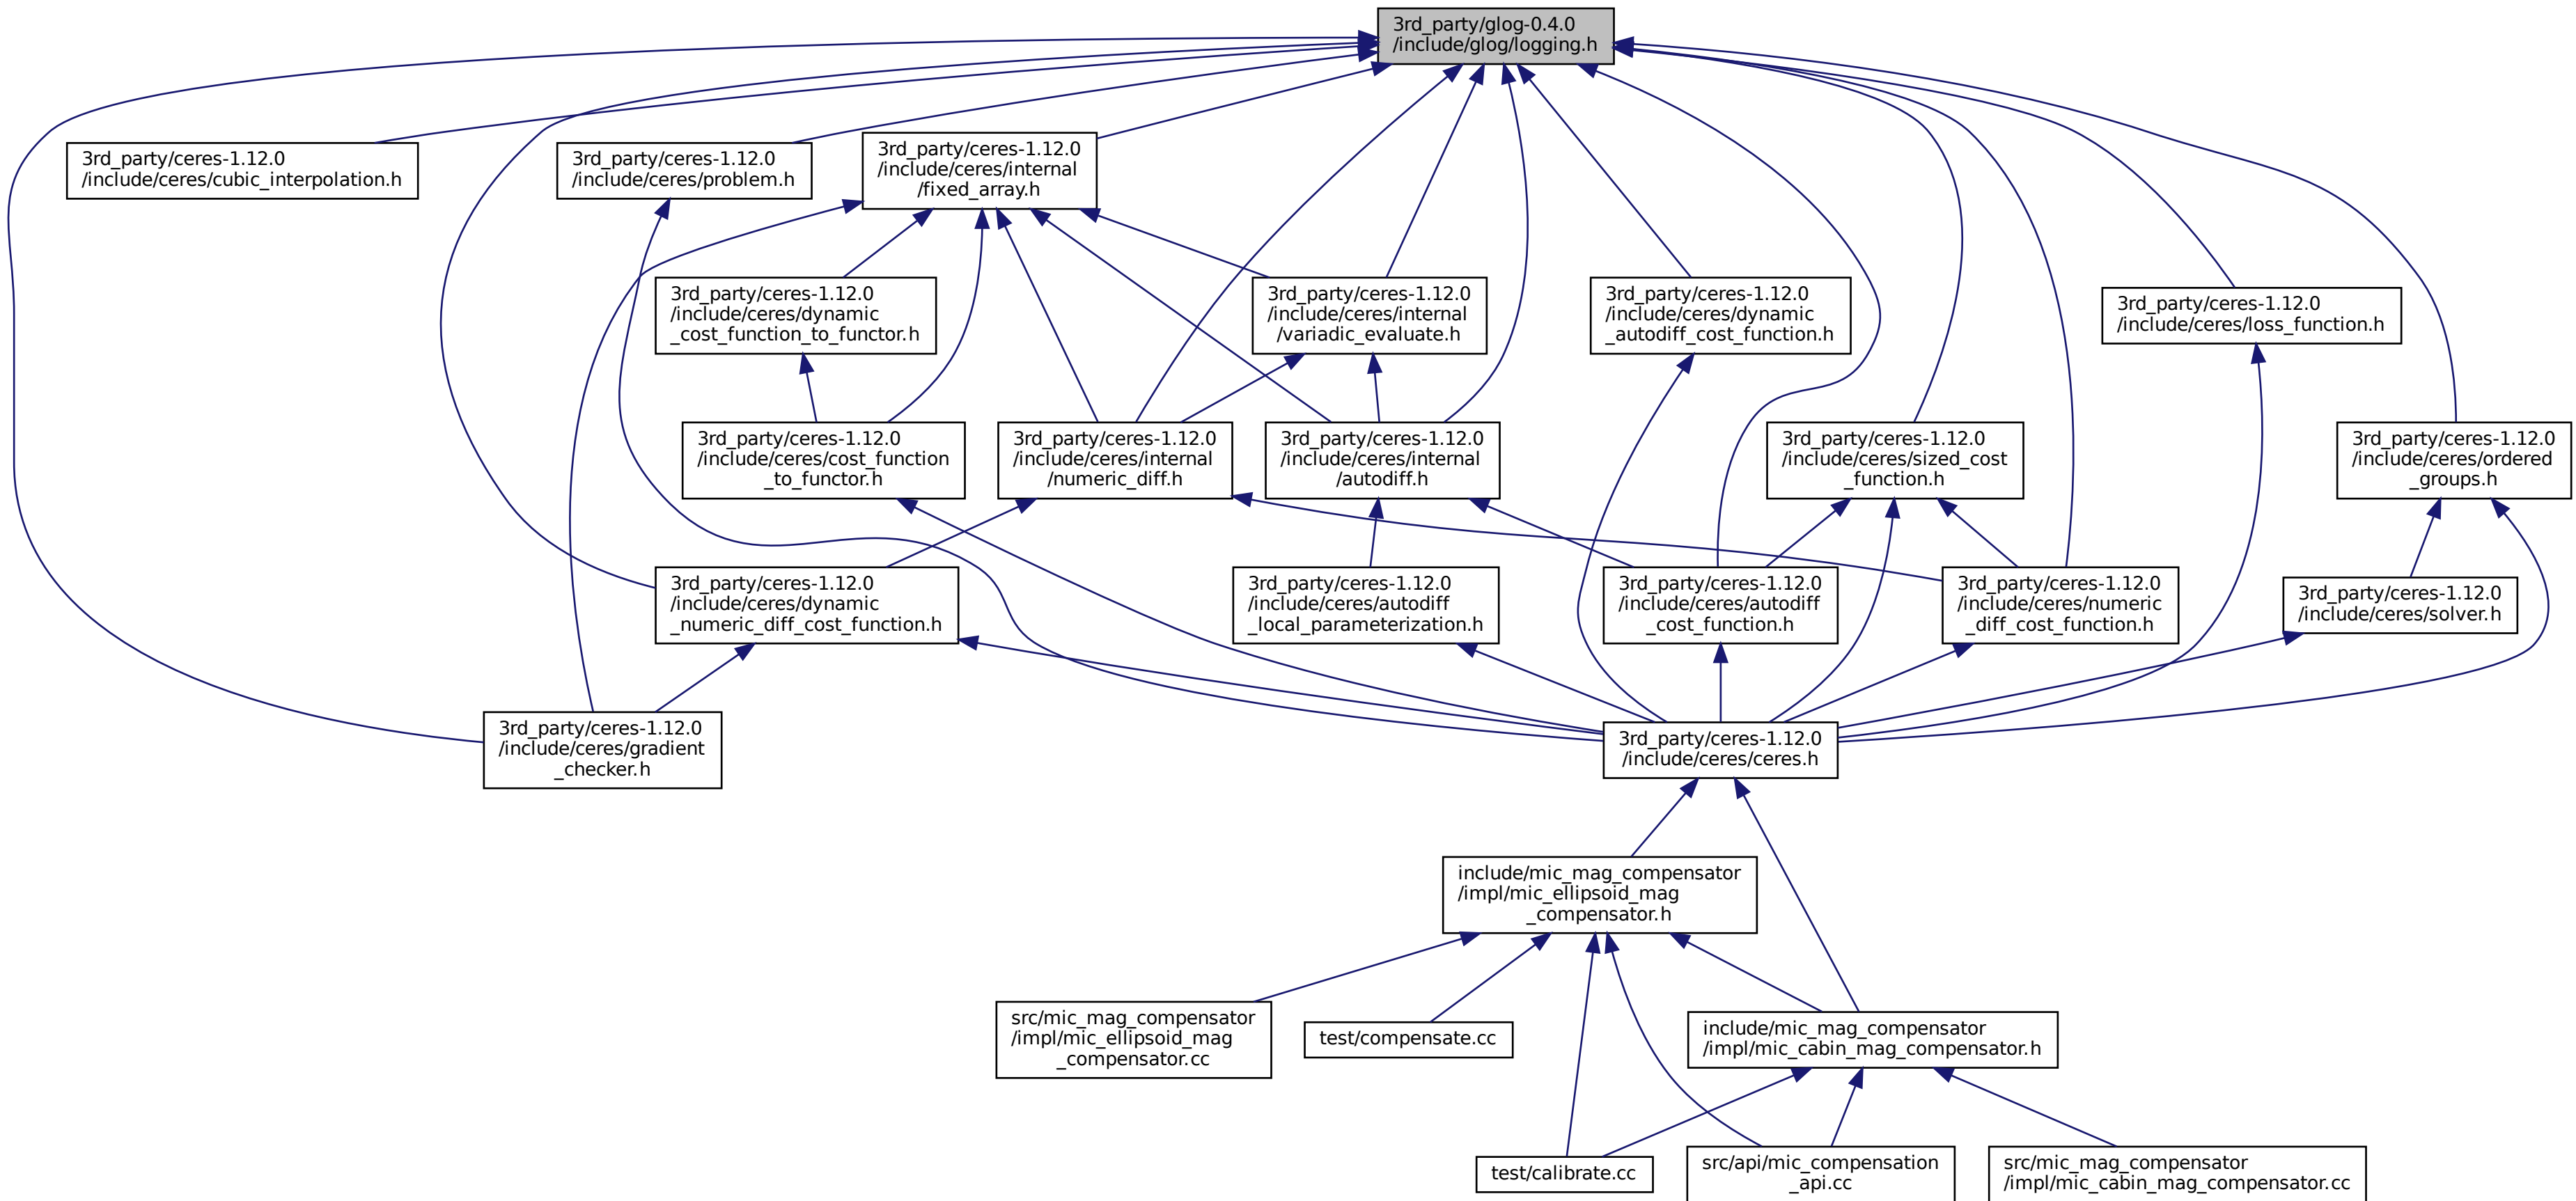 3rd_party/glog-0.4.0
/include/glog/logging.h
3rd_party/ceres-1.12.0
/include/ceres/cubic_interpolation.h
3rd_party/ceres-1.12.0
/include/ceres/problem.h
3rd_party/ceres-1.12.0
/include/ceres/internal
/fixed_array.h
3rd_party/ceres-1.12.0
/include/ceres/dynamic
_cost_function_to_functor.h
3rd_party/ceres-1.12.0
/include/ceres/internal
/variadic_evaluate.h
3rd_party/ceres-1.12.0
/include/ceres/dynamic
_autodiff_cost_function.h
3rd_party/ceres-1.12.0
/include/ceres/loss_function.h
3rd_party/ceres-1.12.0
/include/ceres/cost_function
_to_functor.h
3rd_party/ceres-1.12.0
/include/ceres/internal
/numeric_diff.h
3rd_party/ceres-1.12.0
/include/ceres/internal
/autodiff.h
3rd_party/ceres-1.12.0
/include/ceres/sized_cost
_function.h
3rd_party/ceres-1.12.0
/include/ceres/ordered
_groups.h
3rd_party/ceres-1.12.0
/include/ceres/dynamic
_numeric_diff_cost_function.h
3rd_party/ceres-1.12.0
/include/ceres/autodiff
_local_parameterization.h
3rd_party/ceres-1.12.0
/include/ceres/autodiff
_cost_function.h
3rd_party/ceres-1.12.0
/include/ceres/numeric
_diff_cost_function.h
3rd_party/ceres-1.12.0
/include/ceres/solver.h
3rd_party/ceres-1.12.0
/include/ceres/gradient
_checker.h
3rd_party/ceres-1.12.0
/include/ceres/ceres.h
include/mic_mag_compensator
/impl/mic_ellipsoid_mag
_compensator.h
src/mic_mag_compensator
/impl/mic_ellipsoid_mag
_compensator.cc
test/compensate.cc
include/mic_mag_compensator
/impl/mic_cabin_mag_compensator.h
test/calibrate.cc
src/api/mic_compensation
_api.cc
src/mic_mag_compensator
/impl/mic_cabin_mag_compensator.cc